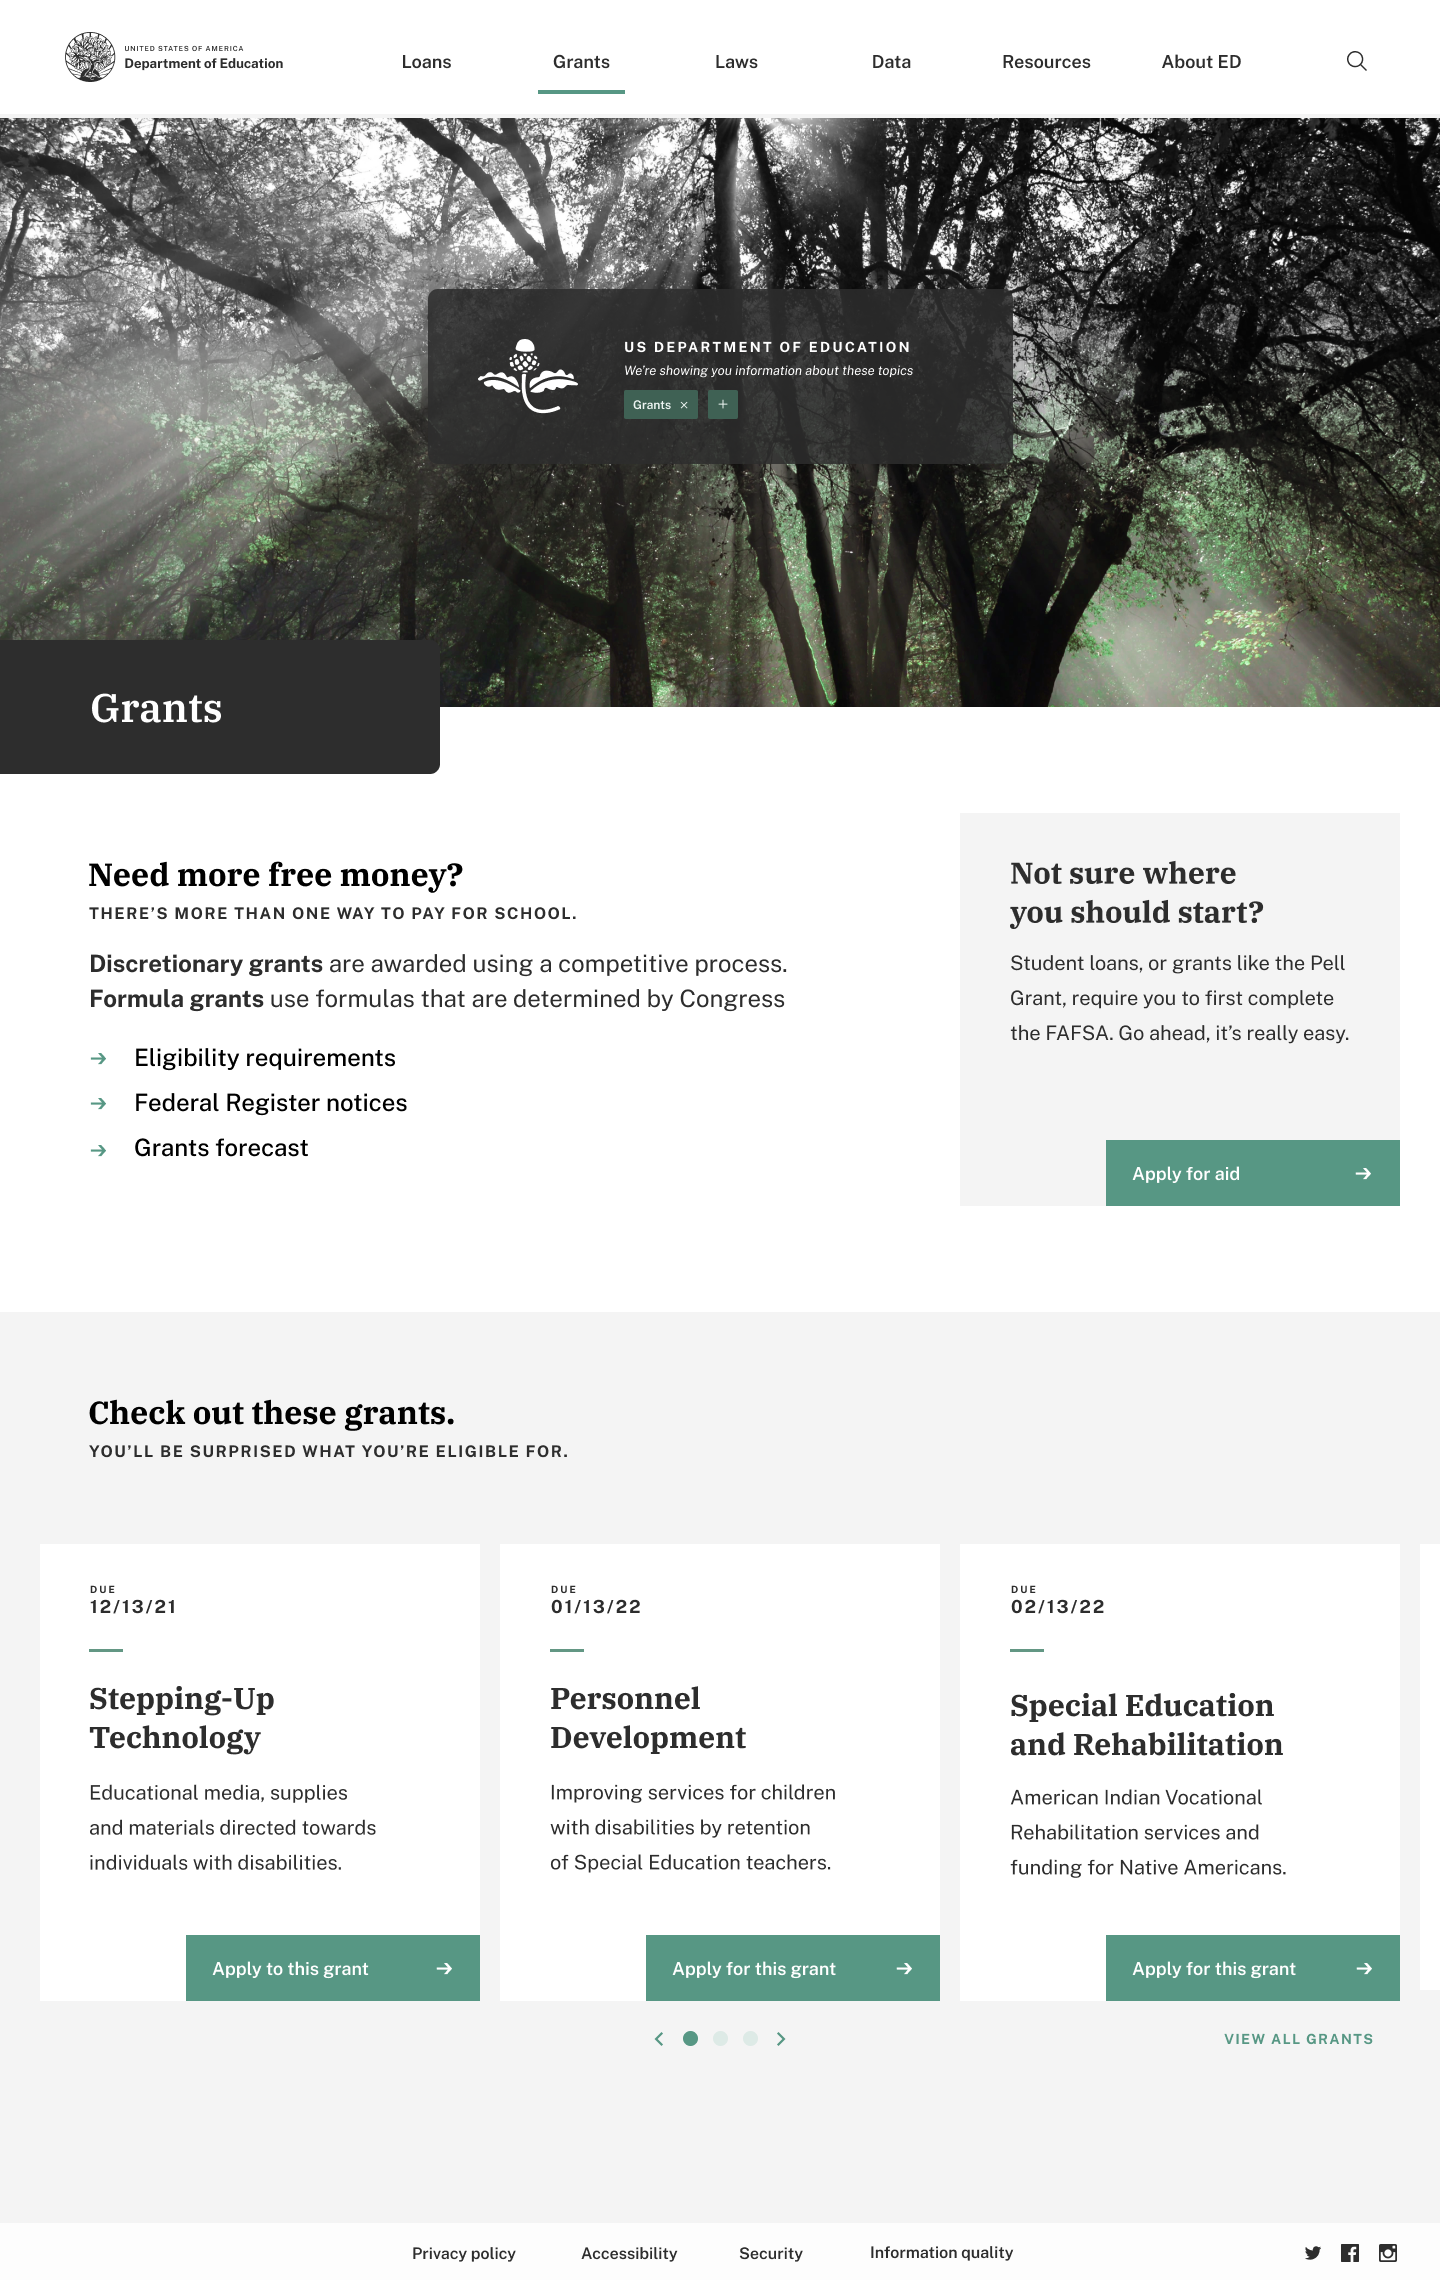 UNITED STATES OF AMERICA
Department of Education
Loans
Grants
Laws
Data
Resources
About ED
US DEPARTMENT OF EDUCATION
We're showing you information about these topics
Grants ×
+
Grants
Need more free money?
THERE’S MORE THAN ONE WAY TO PAY FOR SCHOOL.
Discretionary grants are awarded using a competitive process.
Formula grants use formulas that are determined by Congress
Eligibility requirements
Federal Register notices
Grants forecast
Not sure where
you should start?
Student loans, or grants like the Pell
Grant, require you to first complete
the FAFSA. Go ahead, it’s really easy.
Apply for aid
Check out these grants.
YOU’LL BE SURPRISED WHAT YOU’RE ELIGIBLE FOR.
DUE
12/13/21
Stepping-Up
Technology
Educational media, supplies
and materials directed towards
individuals with disabilities.
Apply to this grant
DUE
01/13/22
Personnel
Development
Improving services for children
with disabilities by retention
of Special Education teachers.
Apply for this grant
DUE
02/13/22
Special Education
and Rehabilitation
American Indian Vocational
Rehabilitation services and
funding for Native Americans.
Apply for this grant
VIEW ALL GRANTS
Privacy policy
Accessibility
Security
Information quality